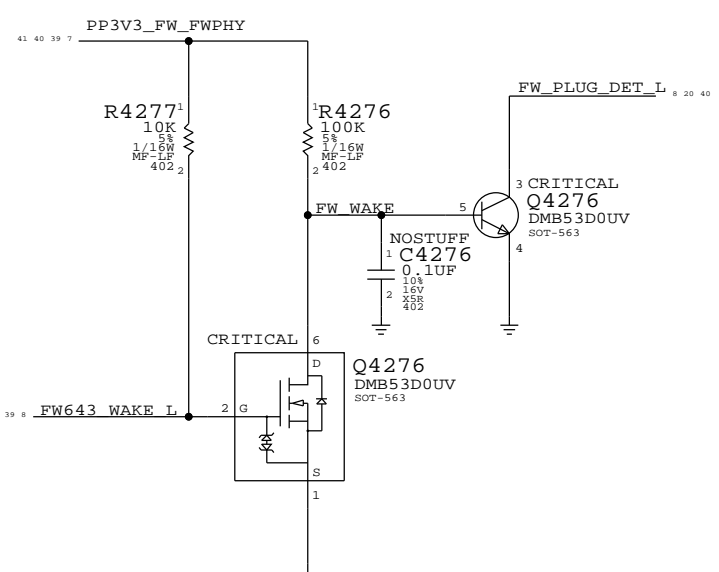 PP3V3_FW_FWPHY
41 40 39 7
FW_PLUG_DET_L
8 20 40
R4277 1
10K
5%
1/16W
MF-LF
402
2
1 R4276
100K
5%
1/16W
MF-LF
402
2
FW_WAKE
5
3 CRITICAL
Q4276
DMB53D0UV
SOT-563
4
NOSTUFF
1 C4276
0.1UF
10%
16V
X5R
402
2
CRITICAL 6
D
Q4276
DMB53D0UV
SOT-563
39 8 FW643_WAKE_L
2 G
S
1